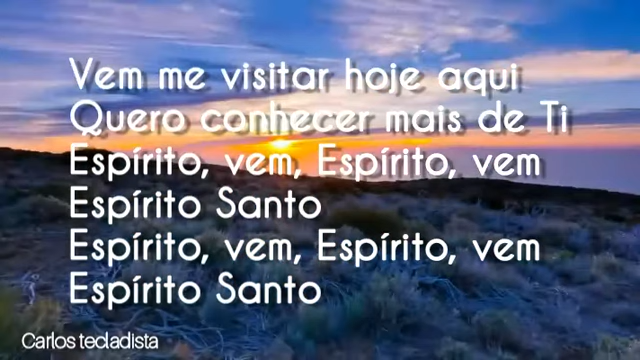 Vem me visitar hoje aqui
Quero conhecer mais de Ti
Espírito, vem, Espírito, vem
Espírito Santo
Espírito, vem, Espírito, vem
Espírito Santo
Carlos tecladista